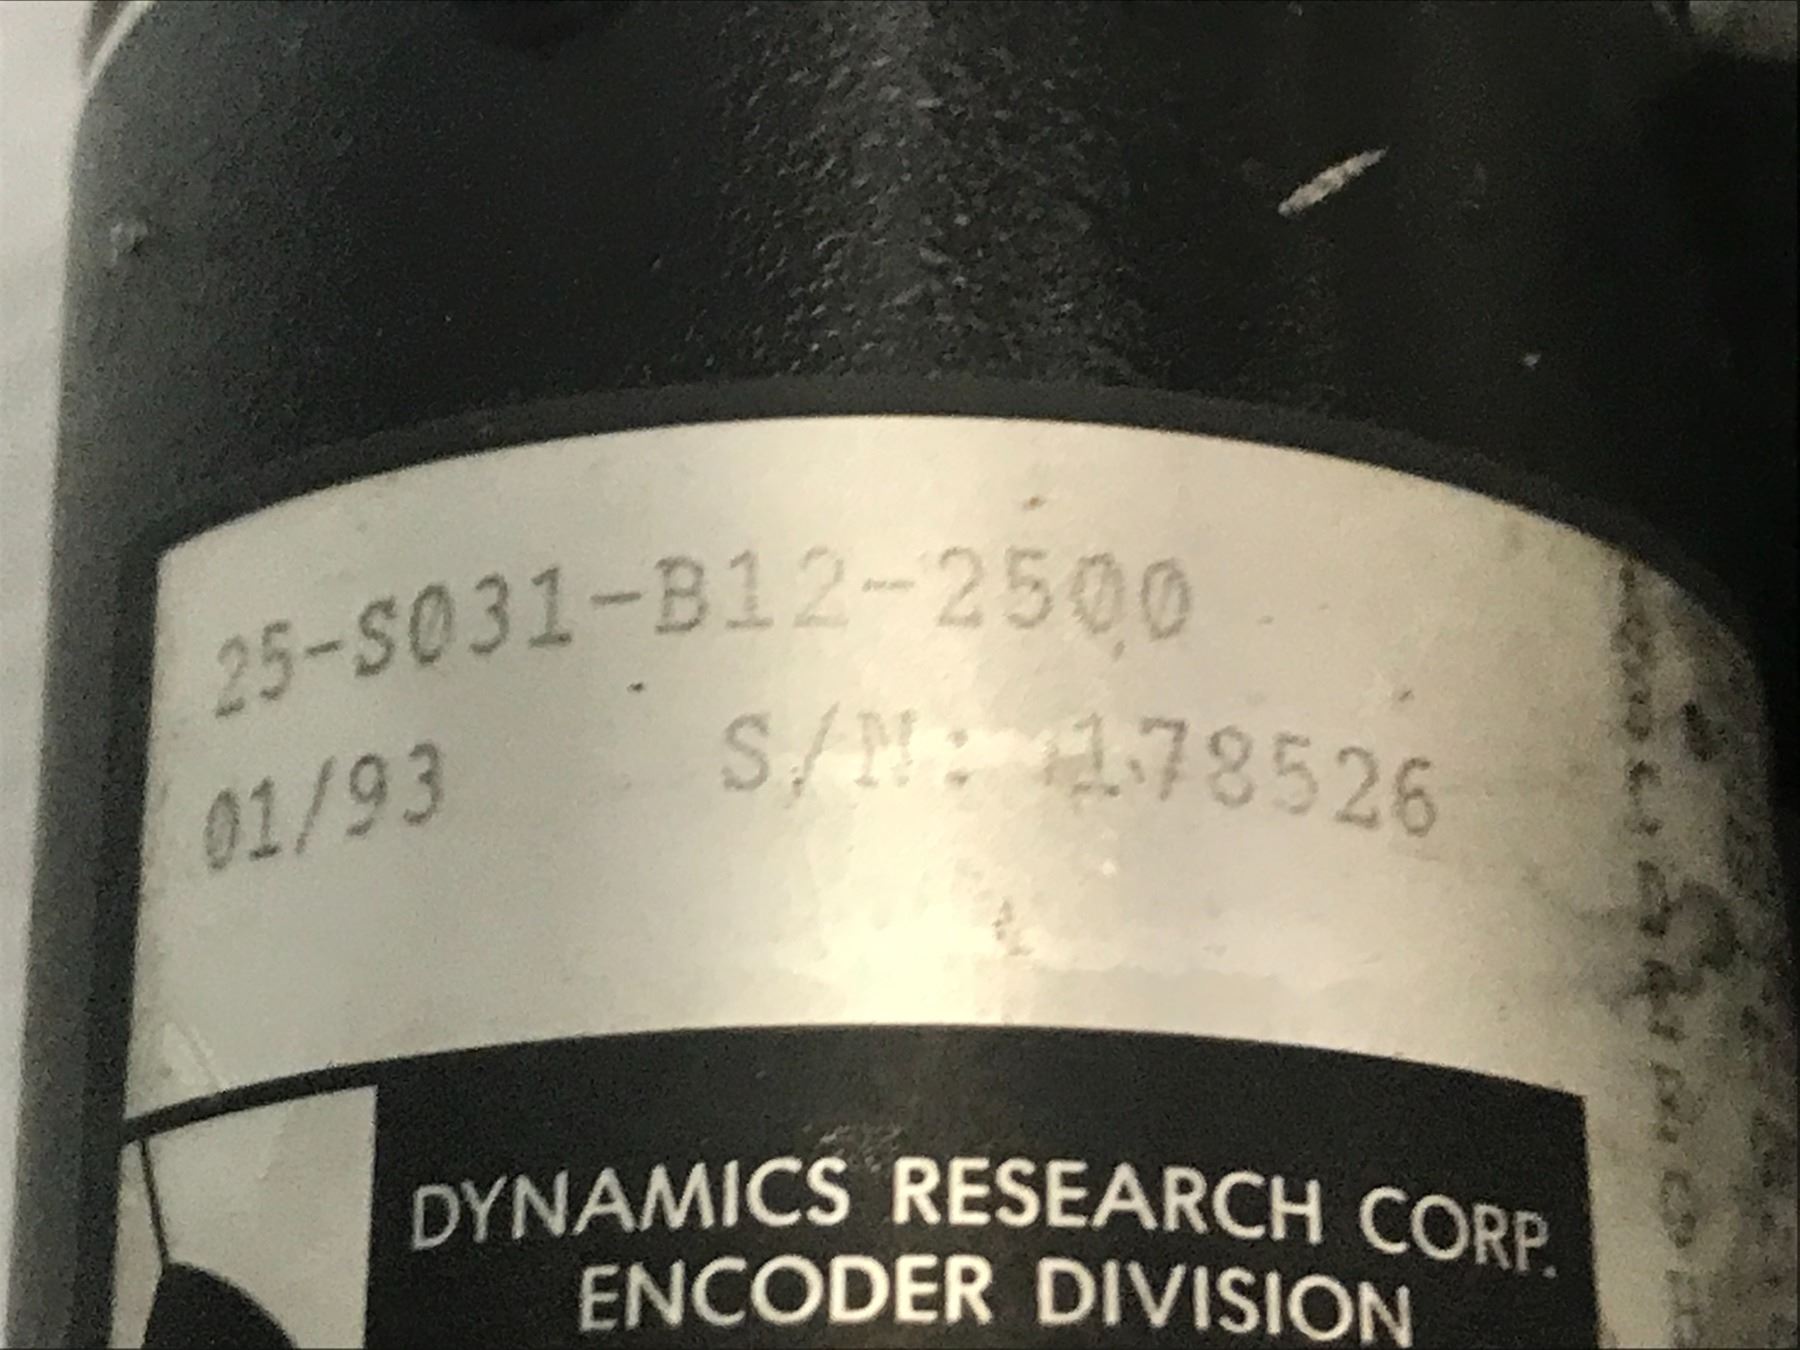 25-S031-B12-2500
01/93 S/N: 178526
DYNAMICS RESEARCH CORP.
ENCODER DIVISION